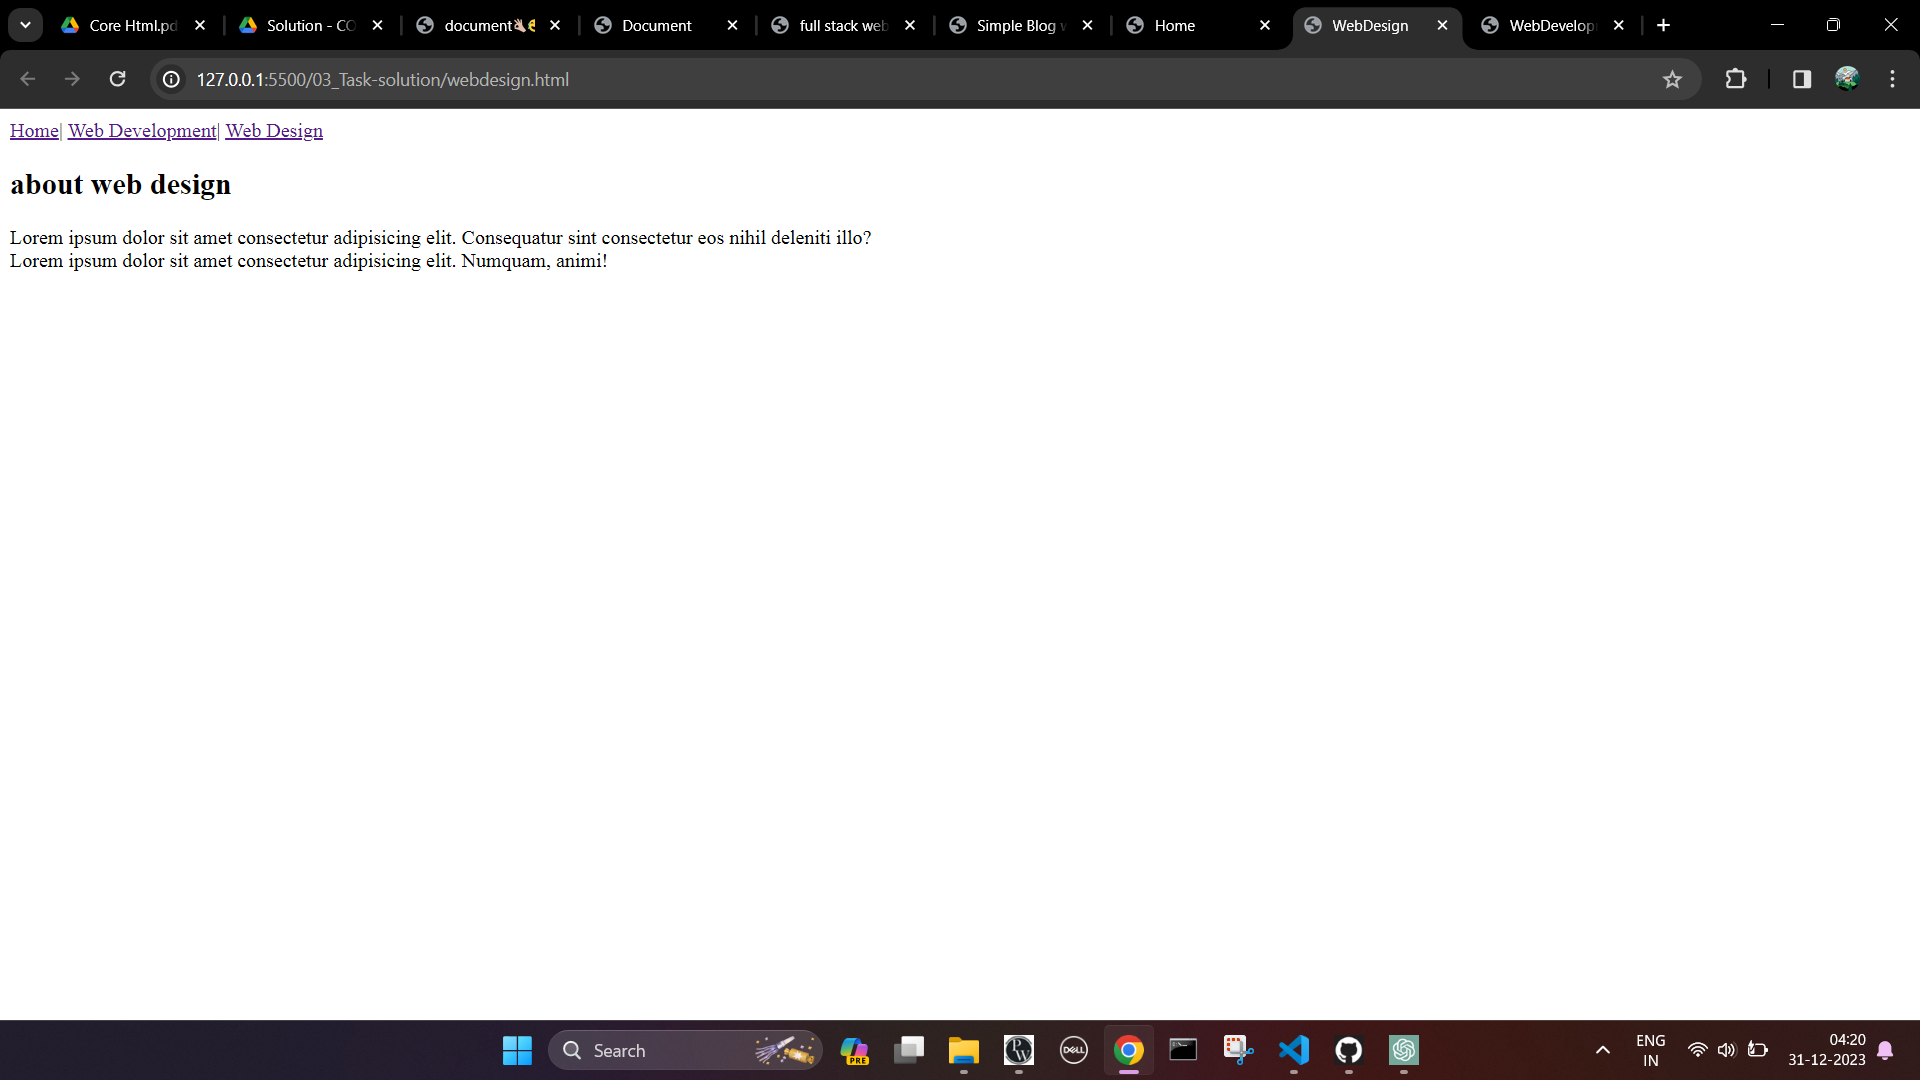 Core Html.pd
Solution - CO
document
Document
full stack web
Simple Blog w
Home
WebDesign
WebDevelop
127.0.0.1:5500/03_Task-solution/webdesign.html
Home| Web Development| Web Design
about web design
Lorem ipsum dolor sit amet consectetur adipisicing elit. Consequatur sint consectetur eos nihil deleniti illo?
Lorem ipsum dolor sit amet consectetur adipisicing elit. Numquam, animi!
Search
PRE
PW
DELL
ENG
IN
04:20
31-12-2023